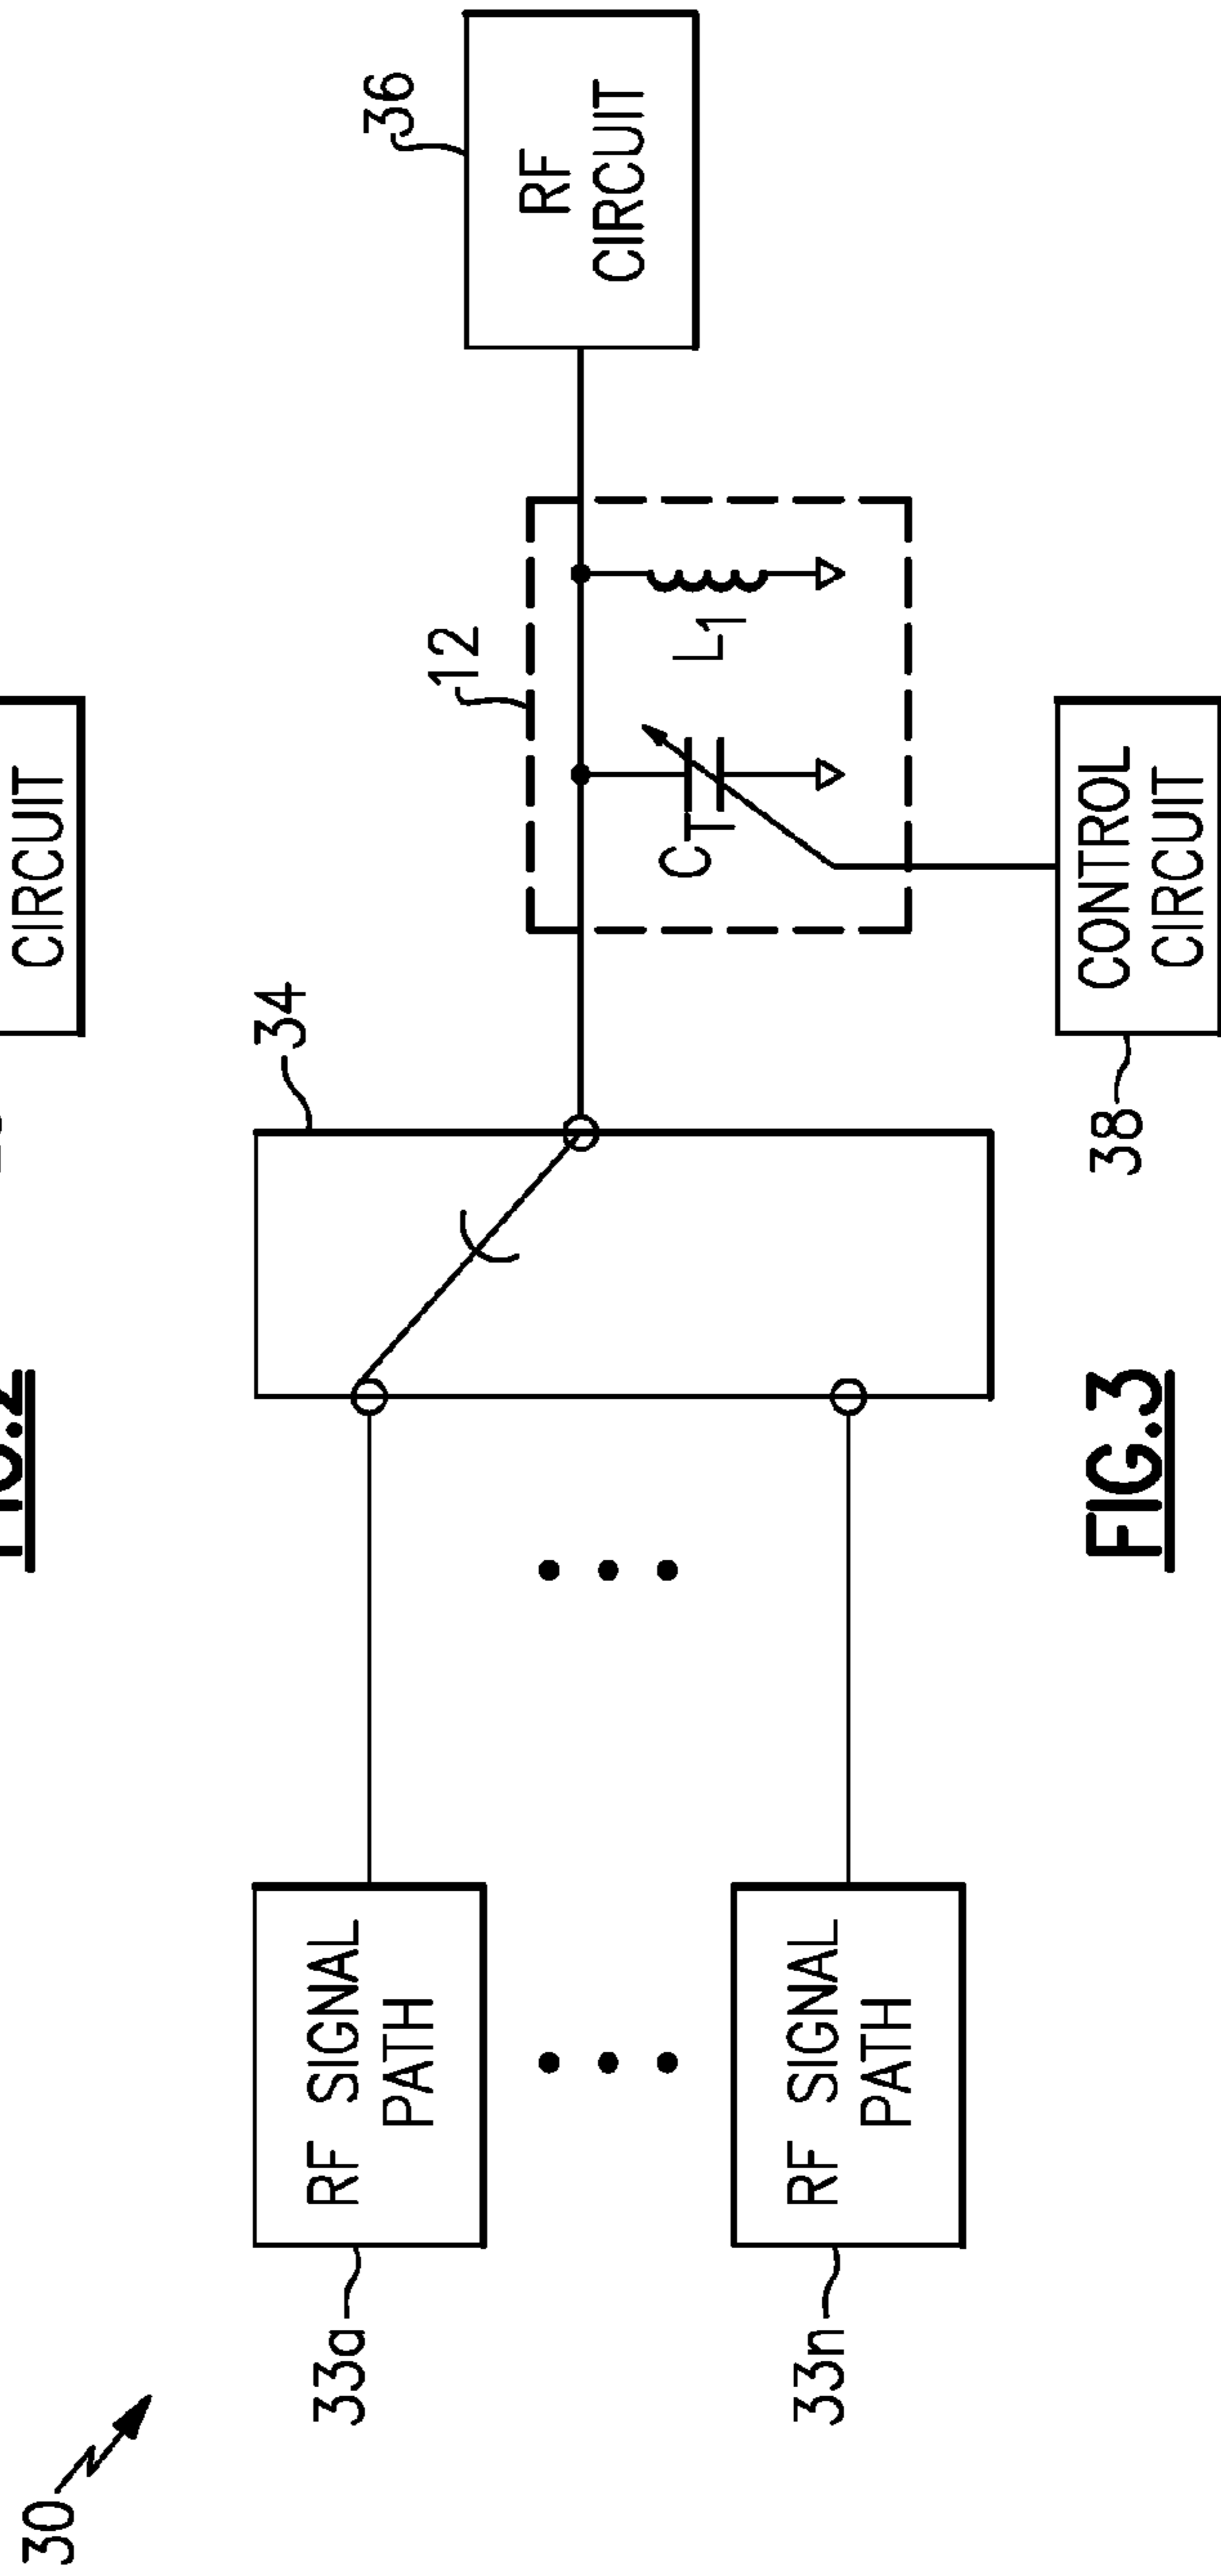 CIRCUIT
30
33a
RF SIGNAL
PATH
33n
RF SIGNAL
PATH
34
12
C_T
L_1
36
RF
CIRCUIT
38
CONTROL
CIRCUIT
FIG.3